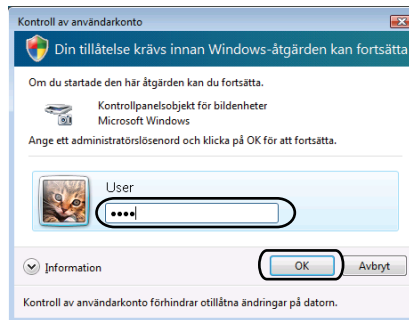 Kontroll av användarkonto
Din tillåtelse krävs innan Windows-åtgärden kan fortsätta
Om du startade den här åtgärden kan du fortsätta.
Kontrollpanelsobjekt för bildenheter
Microsoft Windows
Ange ett administratörslösenord och klicka på OK för att fortsätta.
User
••••
Information
OK
Avbryt
Kontroll av användarkonto förhindrar otillåtna ändringar på datorn.